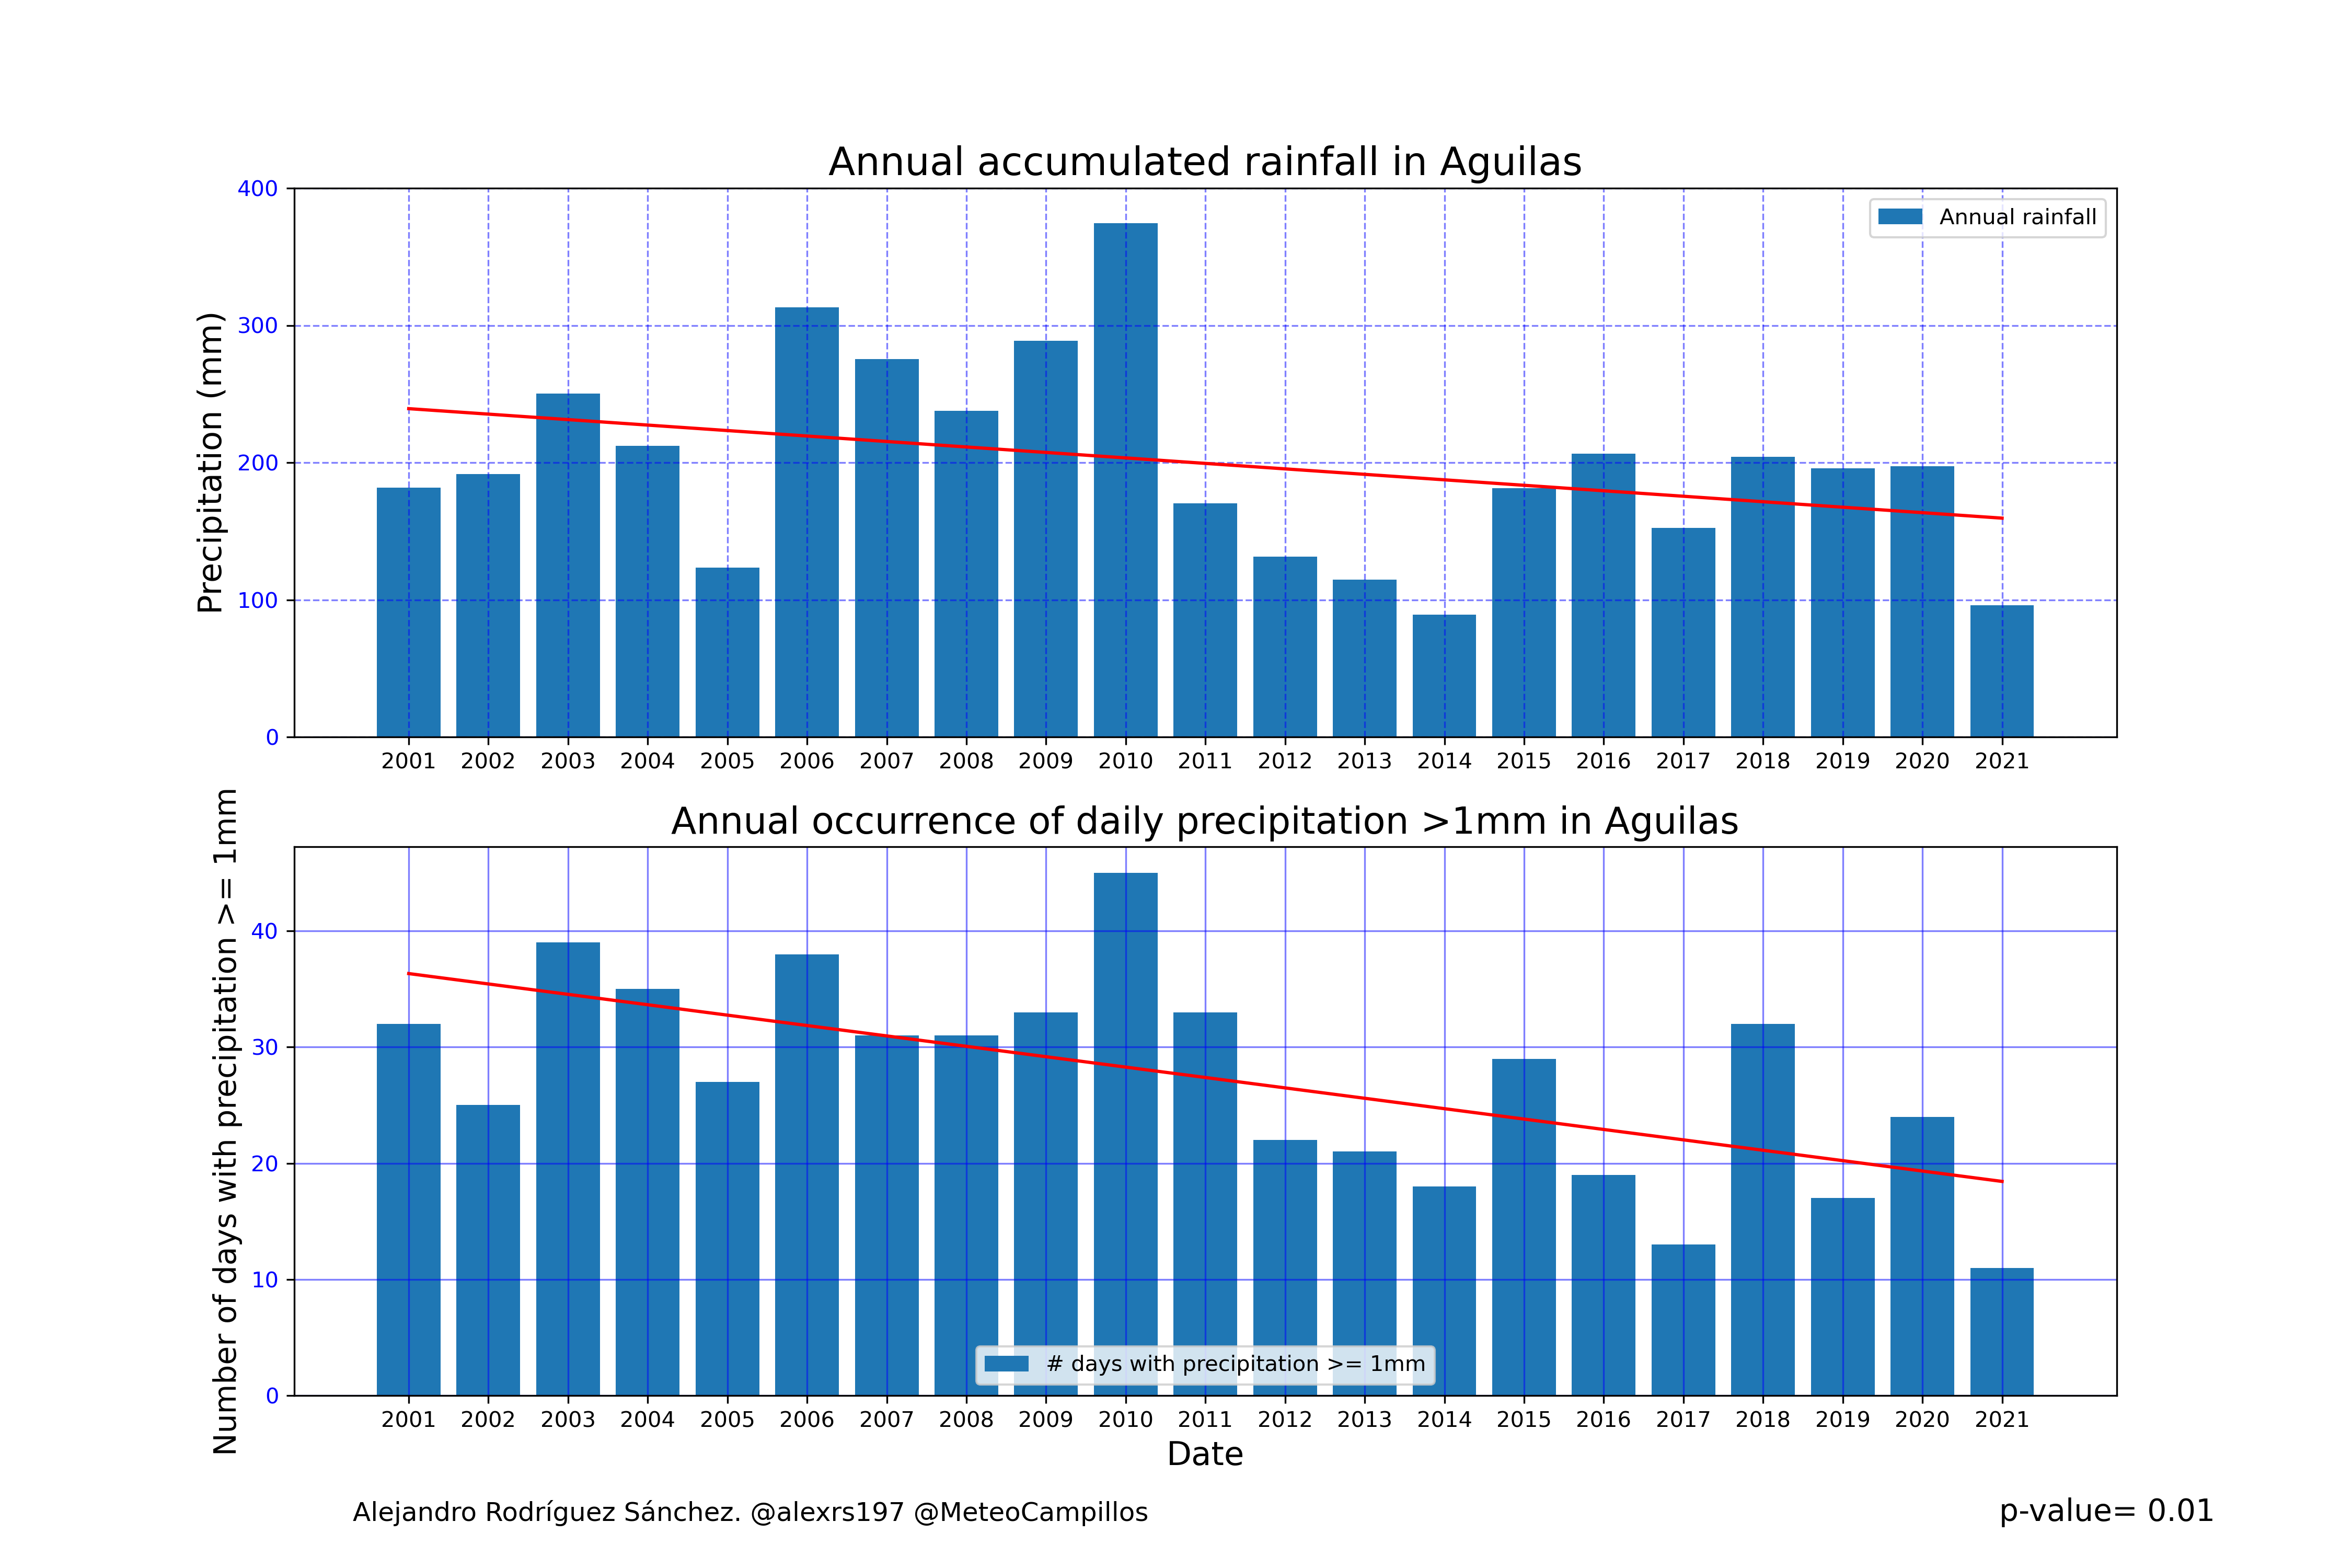 Annual accumulated rainfall in Aguilas
Precipitation (mm)
400
300
200
100
0
Annual rainfall
2001 2002 2003 2004 2005 2006 2007 2008 2009 2010 2011 2012 2013 2014 2015 2016 2017 2018 2019 2020 2021
Annual occurrence of daily precipitation >1mm in Aguilas
Number of days with precipitation >= 1mm
40
30
20
10
0
# days with precipitation >= 1mm
2001 2002 2003 2004 2005 2006 2007 2008 2009 2010 2011 2012 2013 2014 2015 2016 2017 2018 2019 2020 2021
Date
Alejandro Rodríguez Sánchez. @alexrs197 @MeteoCampillos
p-value= 0.01